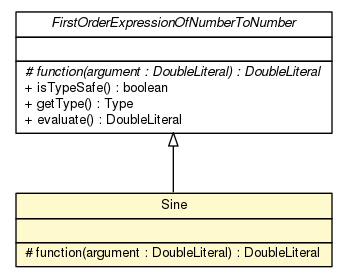 FirstOrderExpressionOfNumberToNumber
# function(argument : DoubleLiteral) : DoubleLiteral
+ isTypeSafe() : boolean
+ getType() : Type
+ evaluate() : DoubleLiteral
Sine
# function(argument : DoubleLiteral) : DoubleLiteral